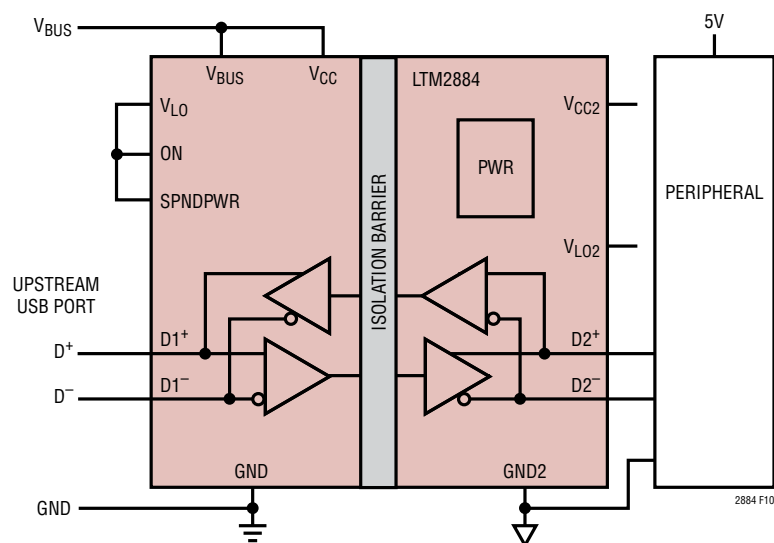 VBUS
5V
VBUS
VCC
LTM2884
VLO
VCC2
ON
PWR
PERIPHERAL
SPNDPWR
ISOLATION BARRIER
VLO2
UPSTREAM
USB PORT
D+
D1+
D2+
D−
D1−
D2−
GND
GND2
GND
2884 F10